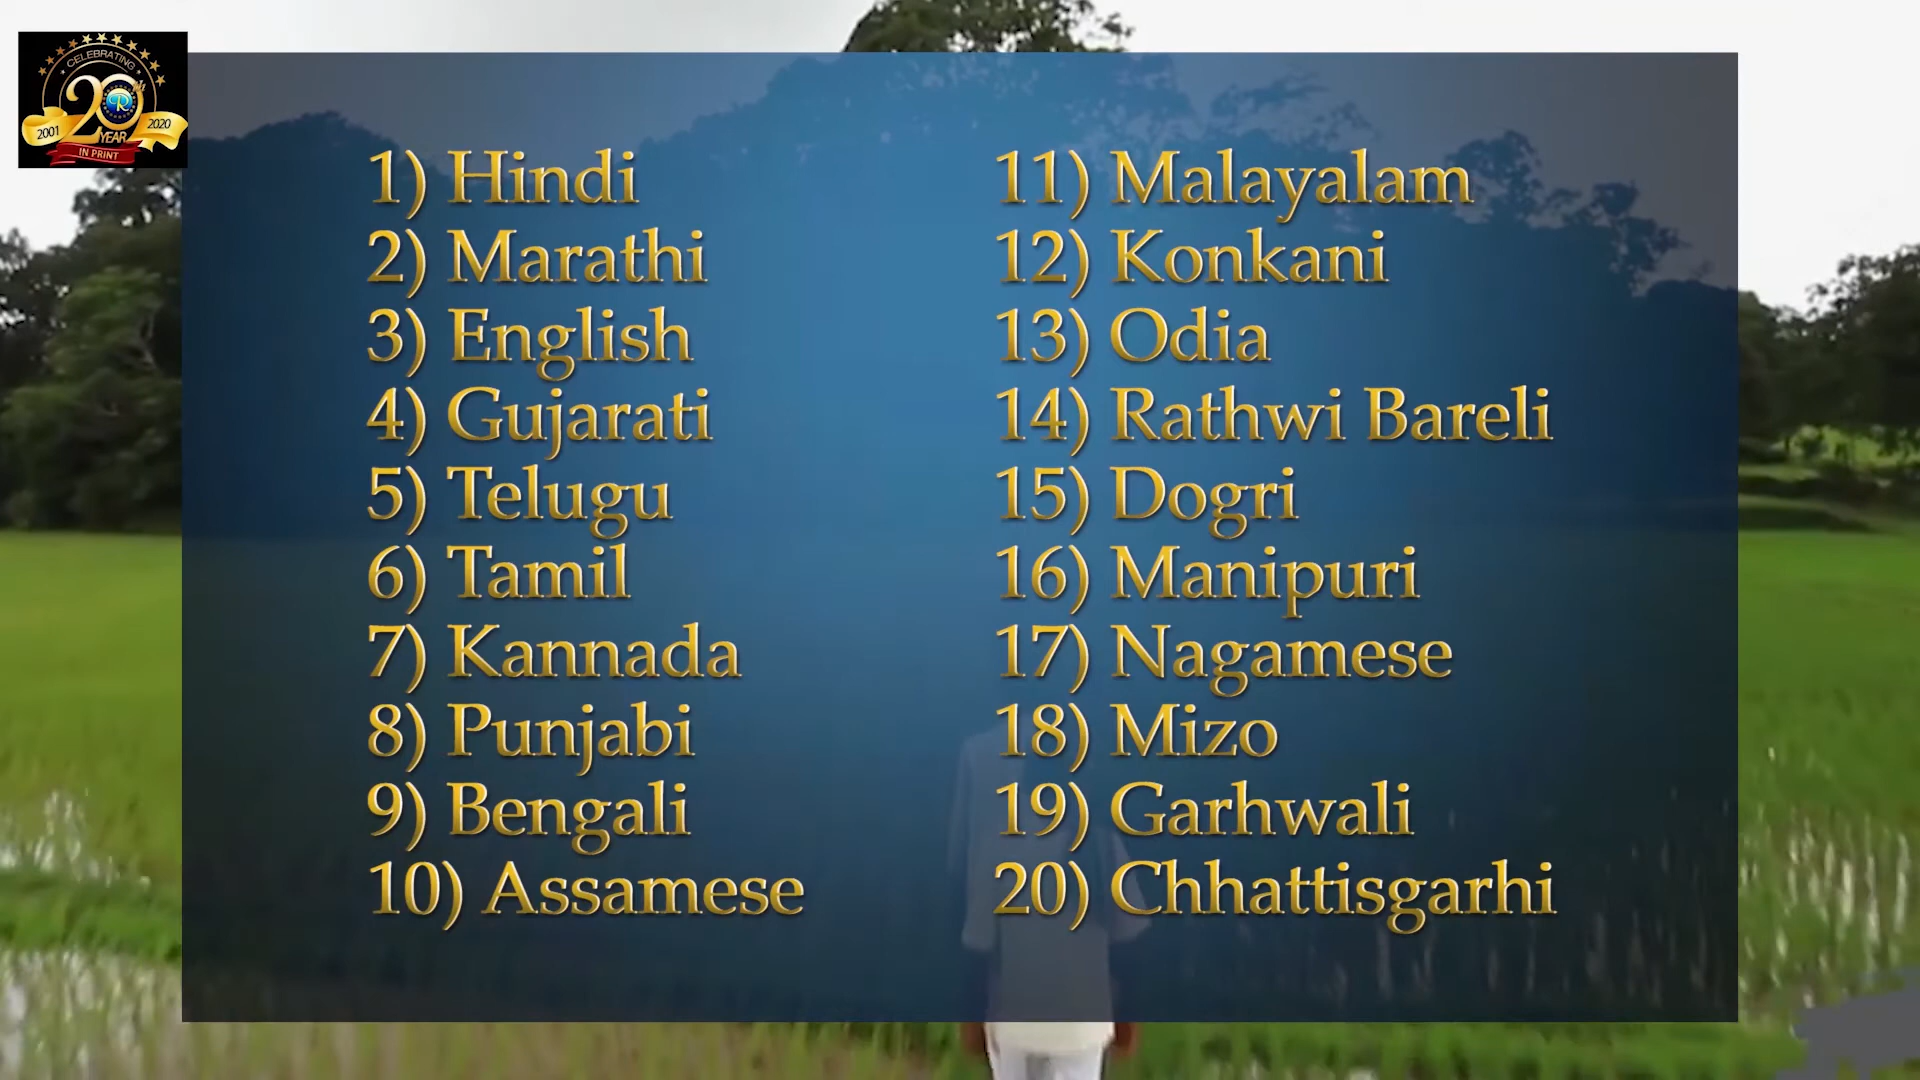 CELEBRATING
20th
R
2001
YEAR
2020
IN PRINT
1) Hindi
2) Marathi
3) English
4) Gujarati
5) Telugu
6) Tamil
7) Kannada
8) Punjabi
9) Bengali
10) Assamese
11) Malayalam
12) Konkani
13) Odia
14) Rathwi Bareli
15) Dogri
16) Manipuri
17) Nagamese
18) Mizo
19) Garhwali
20) Chhattisgarhi